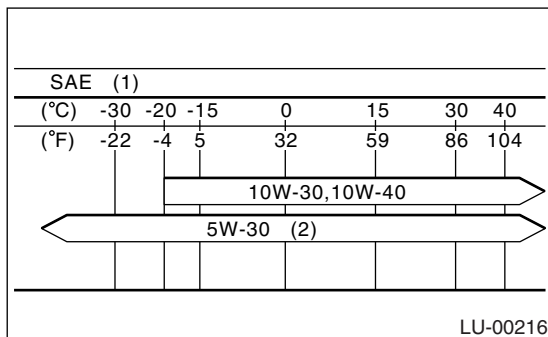 SAE (1)
(°C) -30 -20 -15 0 15 30 40
(°F) -22 -4 5 32 59 86 104
10W-30,10W-40
5W-30 (2)
LU-00216